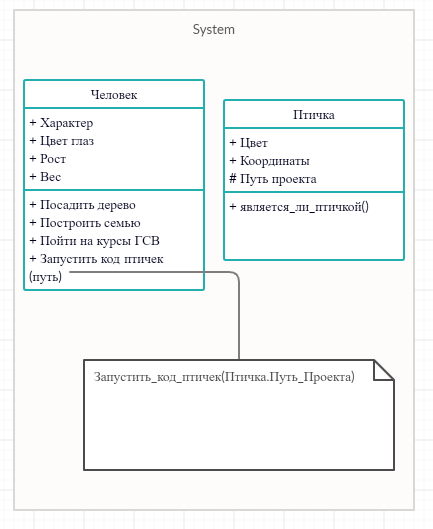 System
Человек
+ Характер
+ Цвет глаз
+ Рост
+ Вес
+ Посадить дерево
+ Построить семью
+ Пойти на курсы ГСВ
+ Запустить код птичек
(путь)
Птичка
+ Цвет
+ Координаты
# Путь проекта
+ является_ли_птичкой()
Запустить_код_птичек(Птичка.Путь_Проекта)